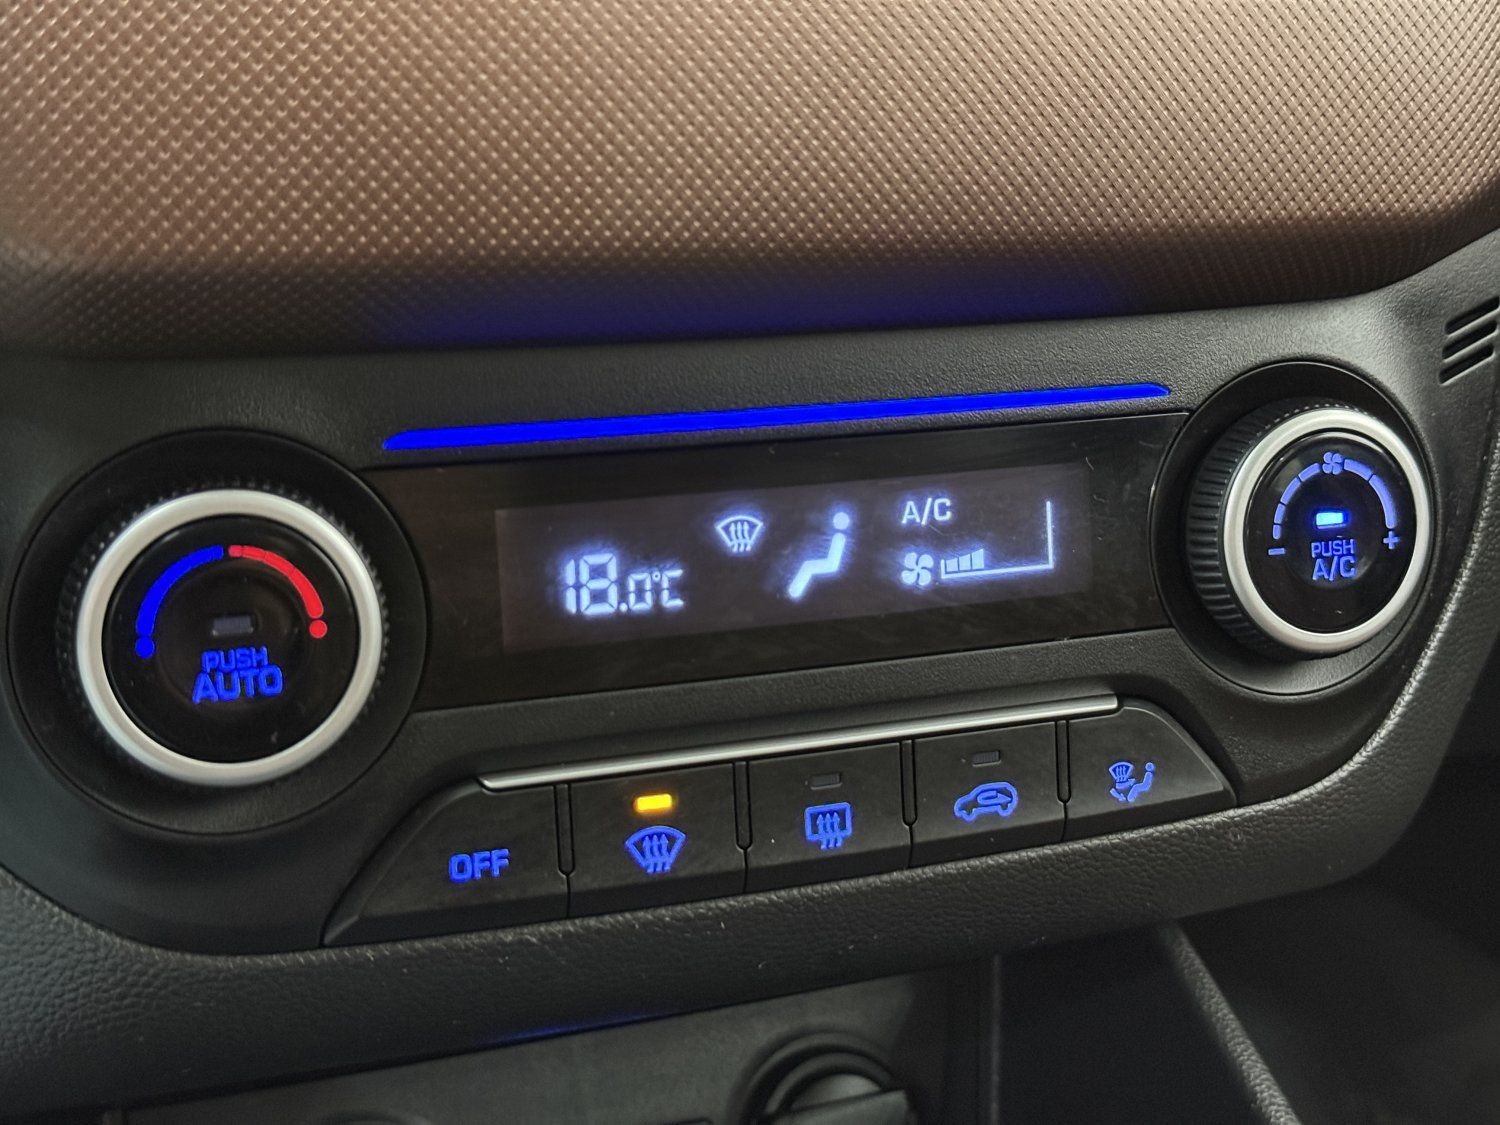 A/C
18.0°C
PUSH
AUTO
- +
PUSH
A/C
OFF